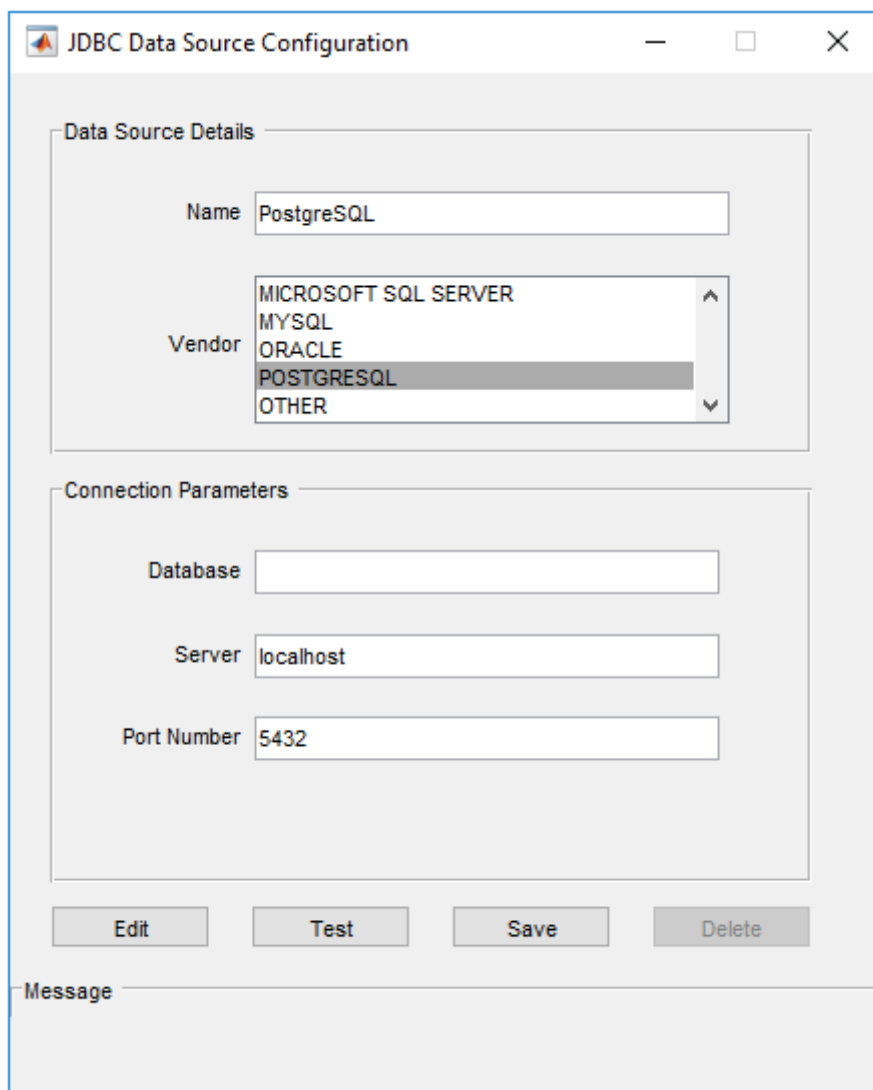 JDBC Data Source Configuration
Data Source Details
Name PostgreSQL
MICROSOFT SQL SERVER
MYSQL
Vendor
ORACLE
POSTGRESQL
OTHER
Connection Parameters
Database
Server localhost
Port Number 5432
Edit Test Save Delete
Message